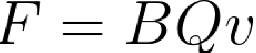 F = BQv